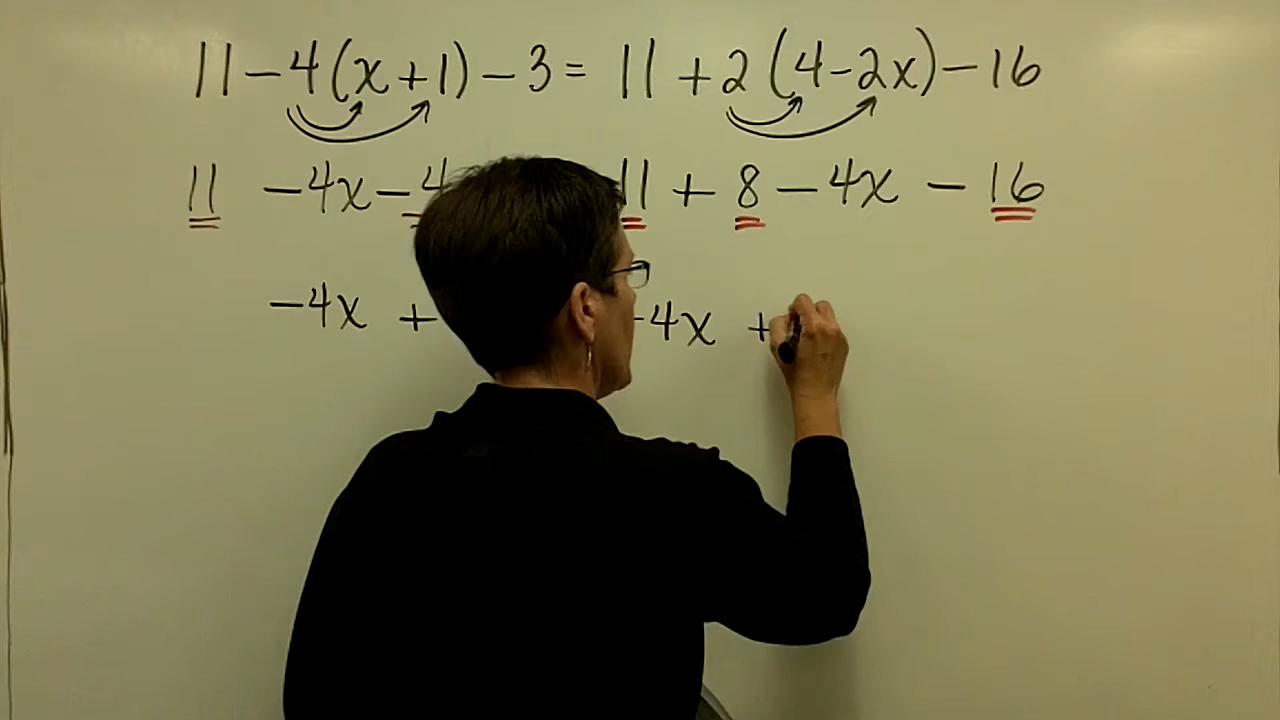 11 - 4(x + 1) - 3 = 11 + 2(4 - 2x) - 16
11 - 4x - 4 11 + 8 - 4x - 16
-4x + -4x +